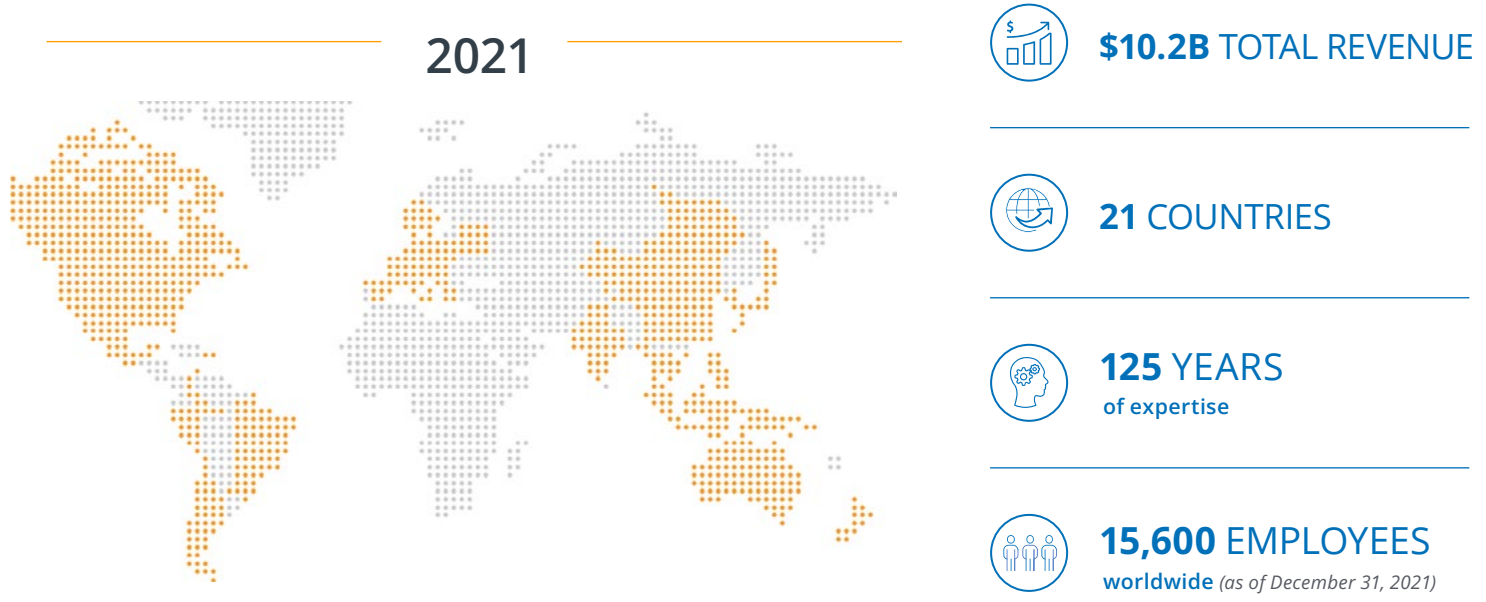 2021
$10.2B TOTAL REVENUE
$
21 COUNTRIES
125 YEARS
of expertise
15,600 EMPLOYEES
worldwide (as of December 31, 2021)